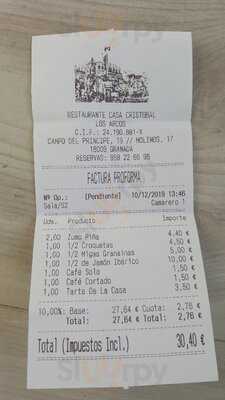 RESTAURANTE CASA CRISTOBAL
LOS ARCOS
C.I.F.: 24.190.881-X
CAMPO DEL PRINCIPE, 19 // MOLINOS, 17
18009 GRANADA
RESERVAS: 958 22 66 95
FACTURA PROFORMA
Nº Op.: [Pendiente] 10/12/2019 13:46
Sala/S2 Camarero 1
Uds. Producto Importe
2,00 Zumo Piña 4,40 €
1,00 1/2 Croquetas 4,50 €
1,00 1/2 Migas Granainas 5,00 €
1,00 1/2 de Jamón Ibérico 10,00 €
1,00 Café Solo 1,50 €
1,00 Café Cortado 1,50 €
1,00 Tarta De La Casa 3,50 €
10,00%: Base: 27,64 € Cuota: 2,76 €
Total: 27,64 € Total: 2,76 €
Total (Impuestos Incl.) 30,40 €